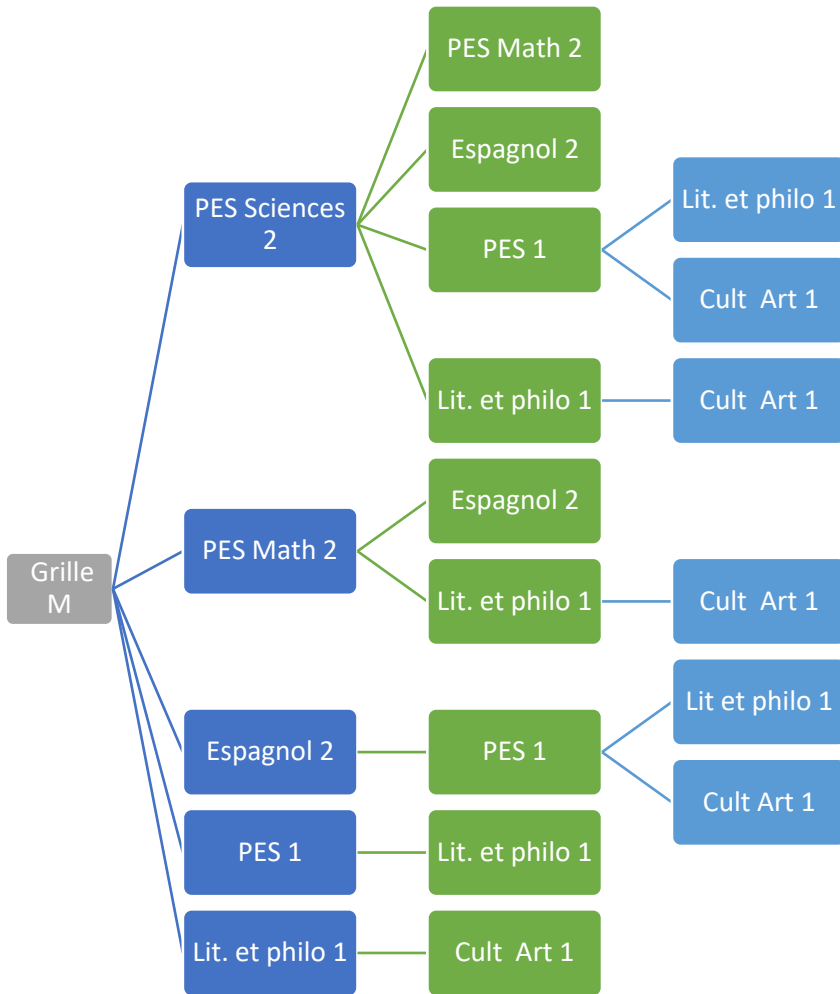 PES Math 2
Espagnol 2
PES Sciences
2
PES 1
Lit. et philo 1
Cult  Art 1
Lit. et philo 1
Cult  Art 1
Grille
M
PES Math 2
Espagnol 2
Lit. et philo 1
Cult  Art 1
Espagnol 2
PES 1
Lit et philo 1
Cult Art 1
PES 1
Lit. et philo 1
Lit. et philo 1
Cult  Art 1